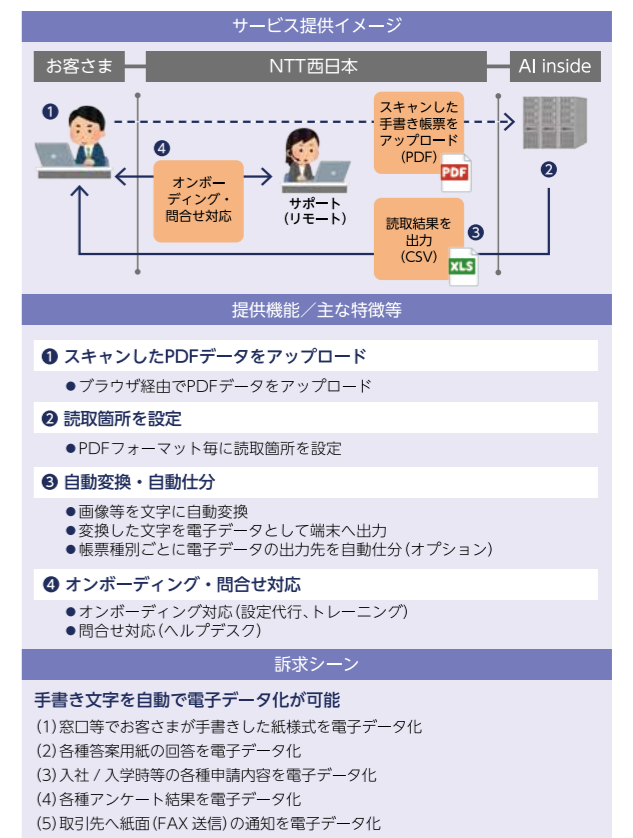 サービス提供イメージ
お客さま
NTT西日本
AI inside
❶
スキャンした
手書き帳票を
アップロード
(PDF)
PDF
❹
オンボー
ディング・
問合せ対応
サポート
(リモート)
❷
読取結果を
出力
(CSV)
❸
XLS
提供機能／主な特徴等
❶ スキャンしたPDFデータをアップロード
●ブラウザ経由でPDFデータをアップロード
❷ 読取箇所を設定
●PDFフォーマット毎に読取箇所を設定
❸ 自動変換・自動仕分
●画像等を文字に自動変換
●変換した文字を電子データとして端末へ出力
●帳票種別ごとに電子データの出力先を自動仕分(オプション)
❹ オンボーディング・問合せ対応
●オンボーディング対応(設定代行、トレーニング)
●問合せ対応(ヘルプデスク)
訴求シーン
手書き文字を自動で電子データ化が可能
(1)窓口等でお客さまが手書きした紙様式を電子データ化
(2)各種答案用紙の回答を電子データ化
(3)入社 / 入学時等の各種申請内容を電子データ化
(4)各種アンケート結果を電子データ化
(5)取引先へ紙面(FAX 送信)の通知を電子データ化